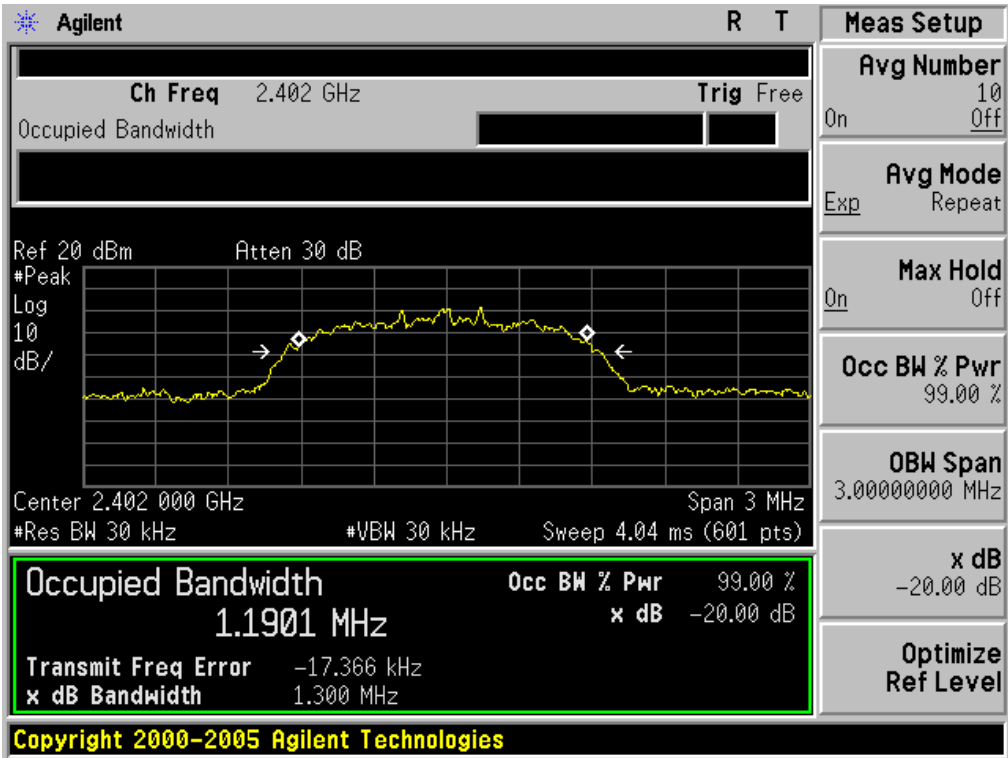 Agilent R T Meas Setup
Ch Freq 2.402 GHz Trig Free
Occupied Bandwidth
Avg Number
10
On Off
Avg Mode
Exp Repeat
Max Hold
On Off
Occ BW % Pwr
99.00 %
OBW Span
3.00000000 MHz
x dB
-20.00 dB
Optimize
Ref Level
Ref 20 dBm Atten 30 dB
#Peak
Log
10
dB/
Center 2.402 000 GHz Span 3 MHz
#Res BW 30 kHz #VBW 30 kHz Sweep 4.04 ms (601 pts)
Occupied Bandwidth Occ BW % Pwr 99.00 %
1.1901 MHz x dB -20.00 dB
Transmit Freq Error -17.366 kHz
x dB Bandwidth 1.300 MHz
Copyright 2000-2005 Agilent Technologies